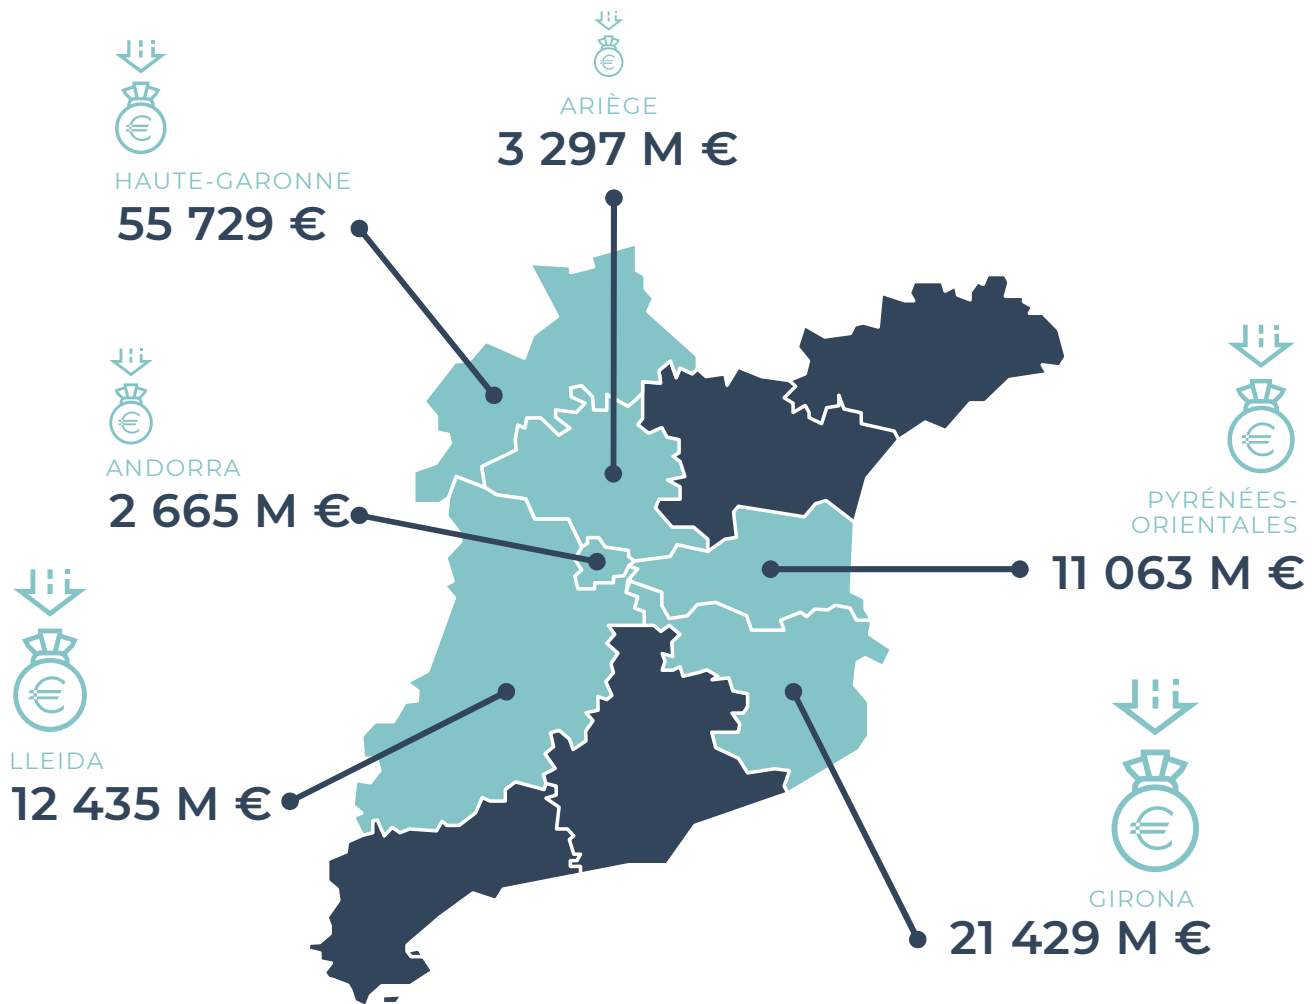 ARIÈGE
3 297 M €
HAUTE-GARONNE
55 729 €
ANDORRA
2 665 M €
PYRÉNÉES-
ORIENTALES
11 063 M €
LLEIDA
12 435 M €
GIRONA
21 429 M €